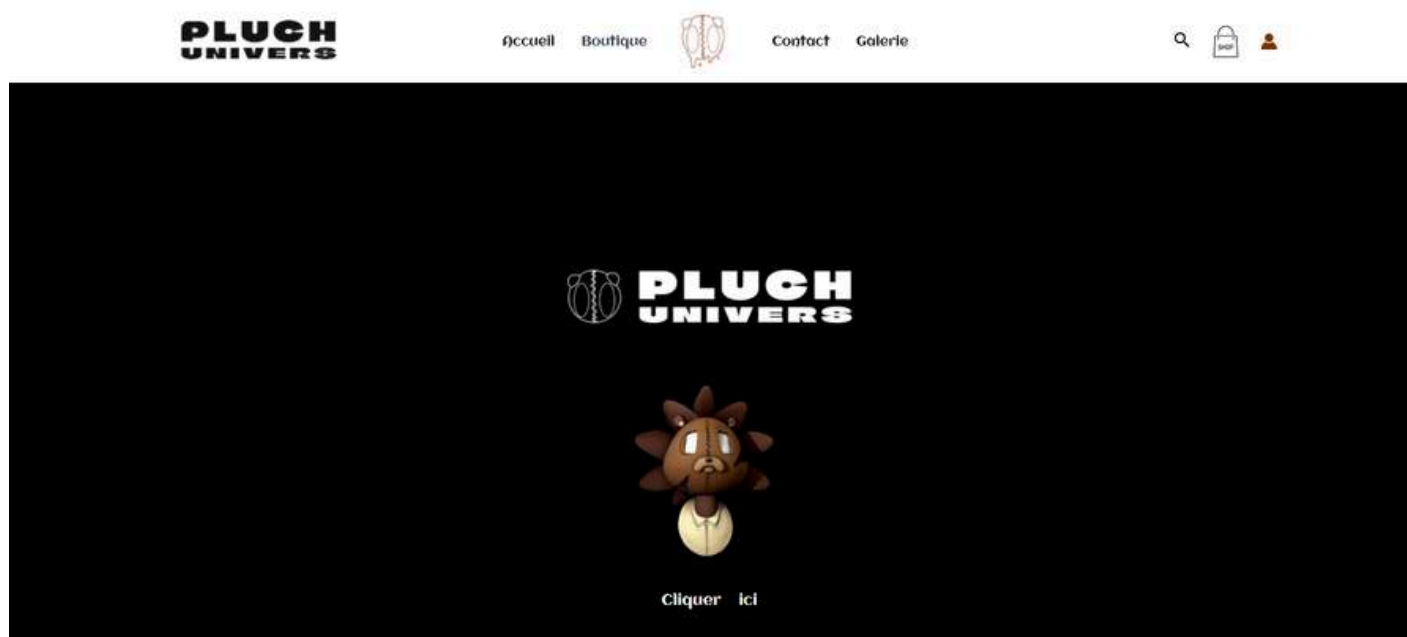 PLUCH
UNIVERS
Accueil Boutique Contact Galerie
SHOP
PLUCH
UNIVERS
Cliquer ici